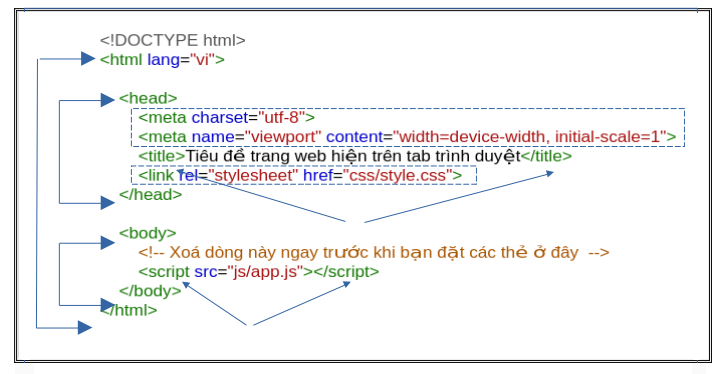 <!DOCTYPE html>
<html lang="vi">
<head>
<meta charset="utf-8">
<meta name="viewport" content="width=device-width, initial-scale=1">
<title>Tiêu đề trang web hiện trên tab trình duyệt</title>
<link rel="stylesheet" href="css/style.css">
</head>
<body>
<!-- Xoá dòng này ngay trước khi bạn đặt các thẻ ở đây -->
<script src="js/app.js"></script>
</body>
</html>